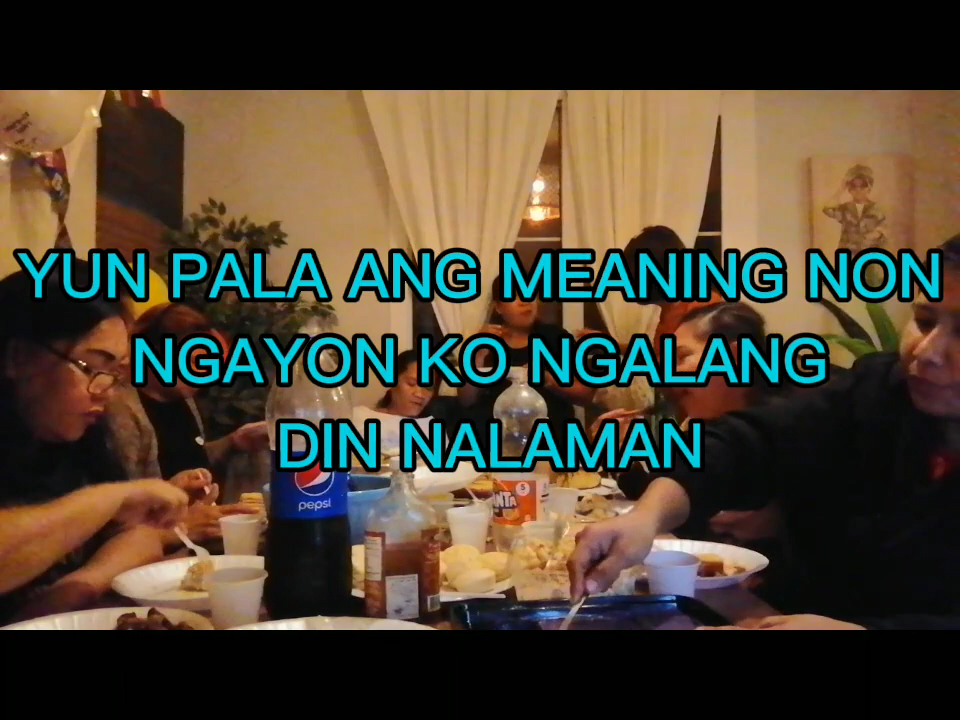 YUN PALA ANG MEANING NON
NGAYON KO NGALANG
DIN NALAMAN
pepsi